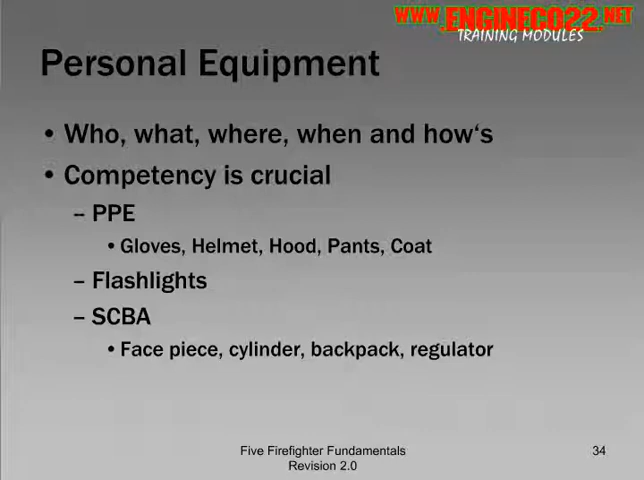 WWW.ENGINECO22.NET
TRAINING MODULES
Personal Equipment
• Who, what, where, when and how‘s
• Competency is crucial
– PPE
• Gloves, Helmet, Hood, Pants, Coat
– Flashlights
– SCBA
• Face piece, cylinder, backpack, regulator
Five Firefighter Fundamentals
Revision 2.0
34